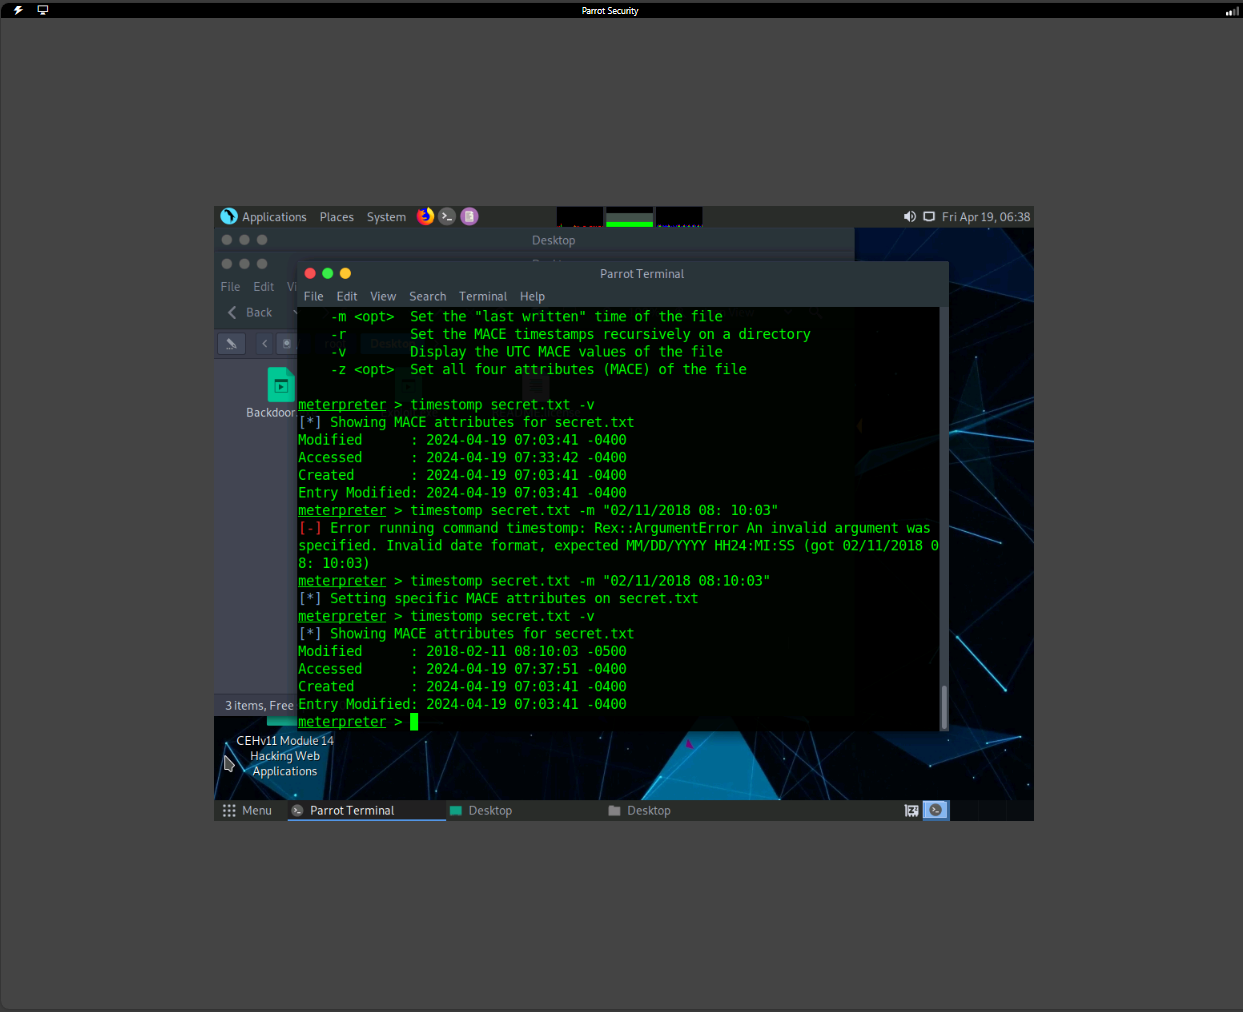 Parrot Security
Applications Places System Fri Apr 19, 06:38
Desktop
File Edit
Back
Backdoor
3 items, Free
Parrot Terminal
File Edit View Search Terminal Help
-m <opt>  Set the "last written" time of the file
-r        Set the MACE timestamps recursively on a directory
-v        Display the UTC MACE values of the file
-z <opt>  Set all four attributes (MACE) of the file
meterpreter > timestomp secret.txt -v
[*] Showing MACE attributes for secret.txt
Modified      : 2024-04-19 07:03:41 -0400
Accessed      : 2024-04-19 07:33:42 -0400
Created       : 2024-04-19 07:03:41 -0400
Entry Modified: 2024-04-19 07:03:41 -0400
meterpreter > timestomp secret.txt -m "02/11/2018 08: 10:03"
[-] Error running command timestomp: Rex::ArgumentError An invalid argument was
specified. Invalid date format, expected MM/DD/YYYY HH24:MI:SS (got 02/11/2018 0
8: 10:03)
meterpreter > timestomp secret.txt -m "02/11/2018 08:10:03"
[*] Setting specific MACE attributes on secret.txt
meterpreter > timestomp secret.txt -v
[*] Showing MACE attributes for secret.txt
Modified      : 2018-02-11 08:10:03 -0500
Accessed      : 2024-04-19 07:37:51 -0400
Created       : 2024-04-19 07:03:41 -0400
Entry Modified: 2024-04-19 07:03:41 -0400
meterpreter >
CEHv11 Module 14
Hacking Web
Applications
Menu Parrot Terminal Desktop Desktop